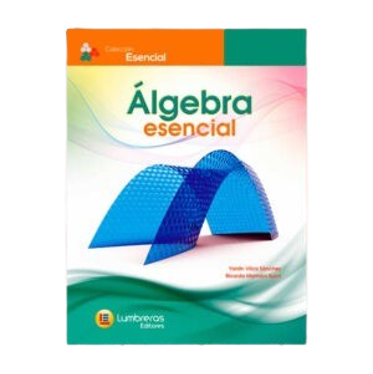 Colección
Esencial
Álgebra
esencial
Lumbreras
Editores